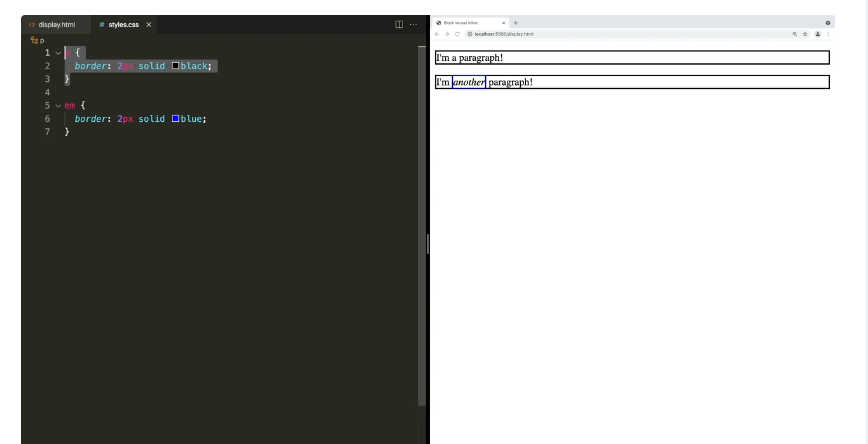 display.html
# styles.css
p
1 p {
2 border: 2px solid black;
3 }
4
5 em {
6 border: 2px solid blue;
7 }
Block Versus Inline
localhost:5500/display.html
I'm a paragraph!
I'm another paragraph!